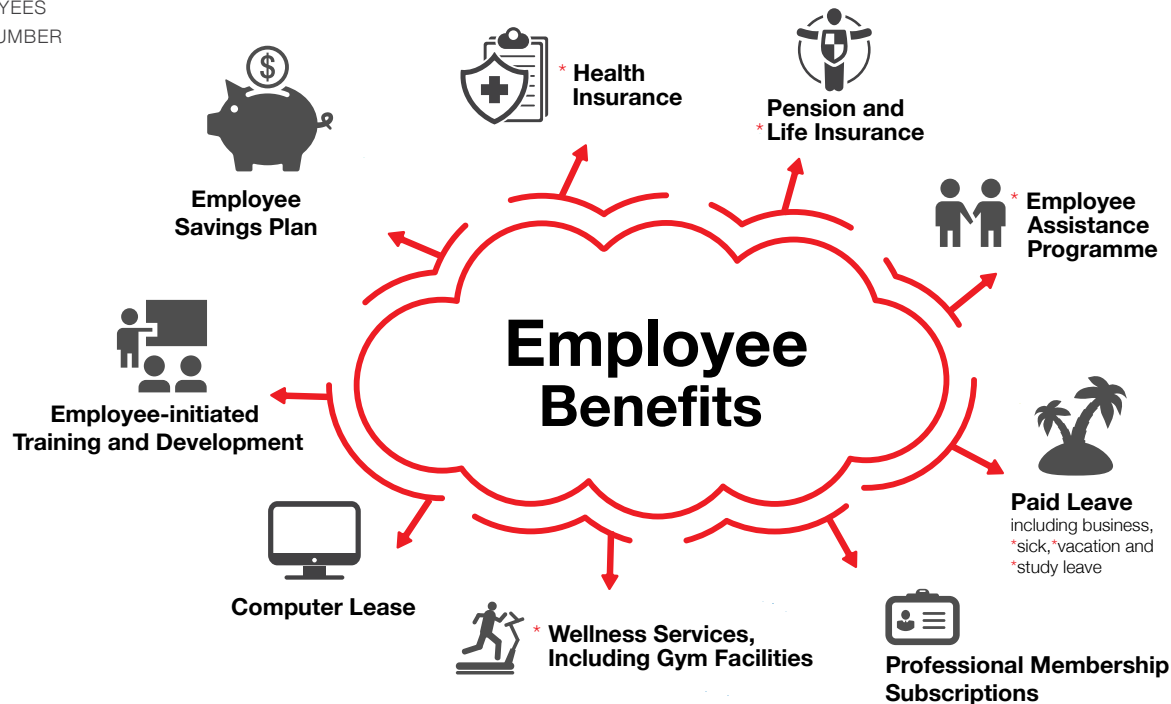 YEES
UMBER
$
* Health
Insurance
Pension and
*Life Insurance
Employee
Savings Plan
* Employee
Assistance
Programme
Employee
Benefits
Employee-initiated
Training and Development
Paid Leave
including business,
*sick,*vacation and
*study leave
Computer Lease
* Wellness Services,
Including Gym Facilities
Professional Membership
Subscriptions